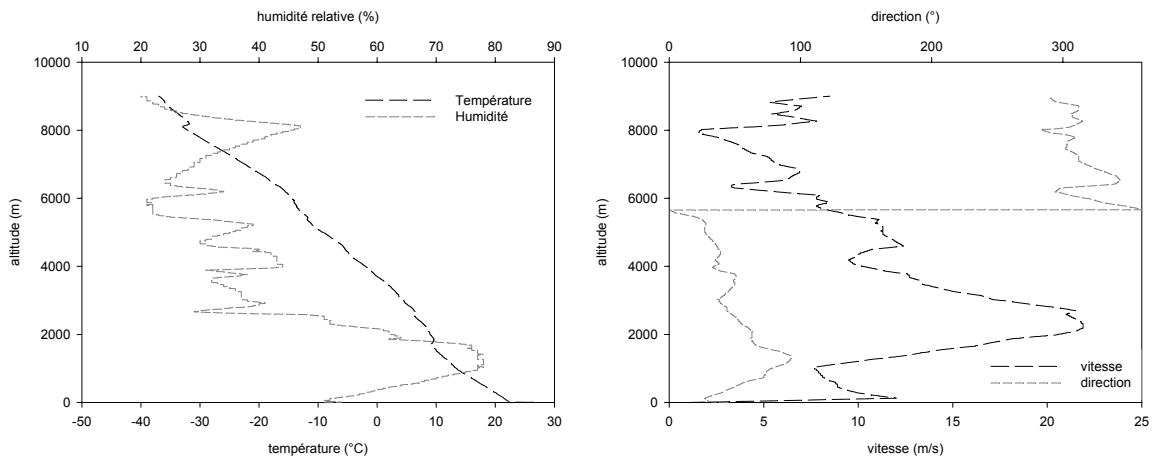 humidité relative (%)
10 20 30 40 50 60 70 80 90
10000
8000
6000
4000
2000
0
altitude (m)
Température
Humidité
-50 -40 -30 -20 -10 0 10 20 30
température (°C)
direction (°)
0 100 200 300
10000
8000
6000
4000
2000
0
altitude (m)
vitesse
direction
0 5 10 15 20 25
vitesse (m/s)